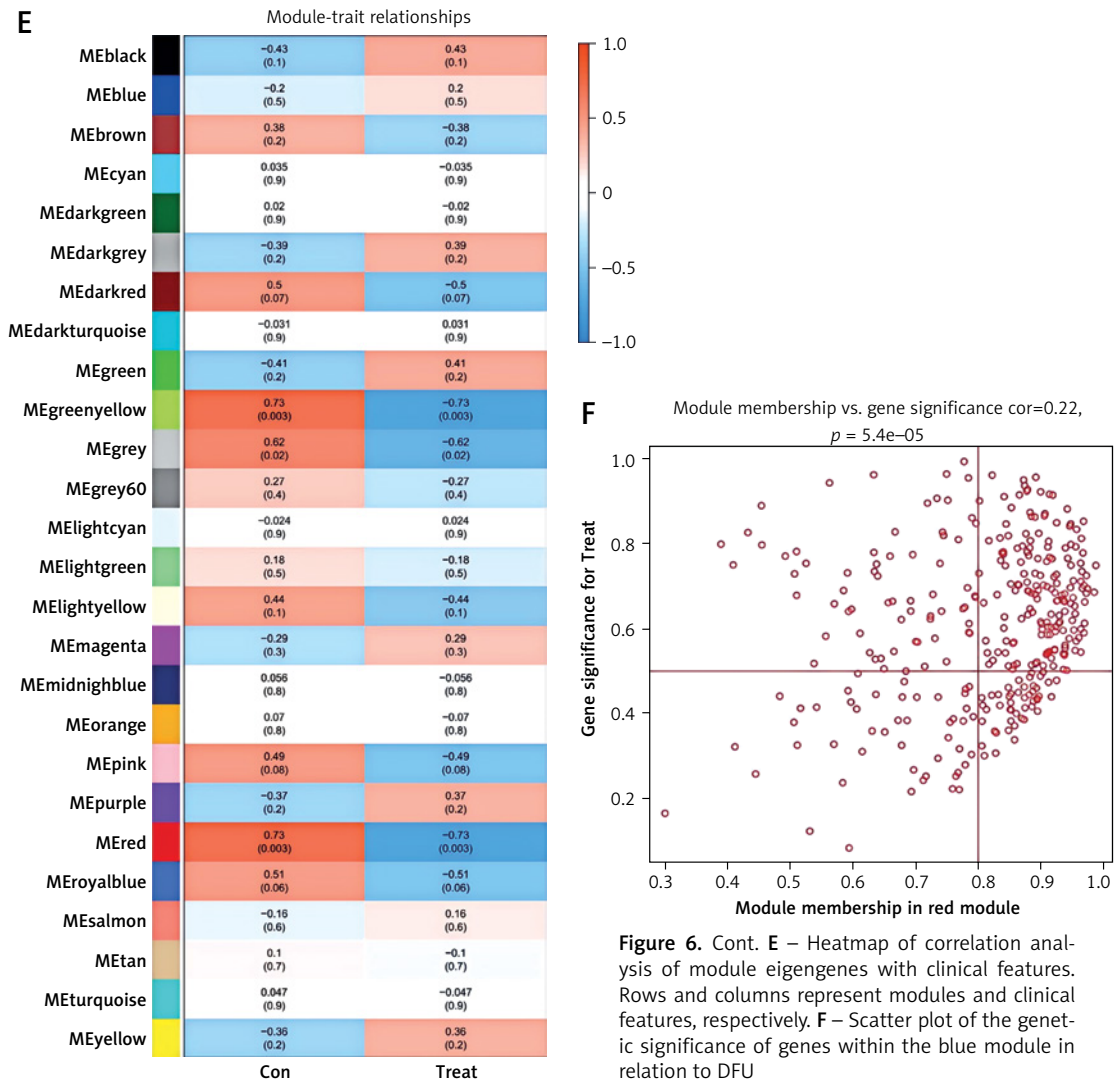 E
Module-trait relationships
MEblack −0.43 (0.1) 0.43 (0.1)
MEblue −0.2 (0.5) 0.2 (0.5)
MEbrown 0.38 (0.2) −0.38 (0.2)
MEcyan 0.035 (0.9) −0.035 (0.9)
MEdarkgreen 0.02 (0.9) −0.02 (0.9)
MEdarkgrey −0.39 (0.2) 0.39 (0.2)
MEdarkred 0.5 (0.07) −0.5 (0.07)
MEdarkturquoise −0.031 (0.9) 0.031 (0.9)
MEgreen −0.41 (0.2) 0.41 (0.2)
MEgreenyellow 0.73 (0.003) −0.73 (0.003)
MEgrey 0.62 (0.02) −0.62 (0.02)
MEgrey60 0.27 (0.4) −0.27 (0.4)
MElightcyan −0.024 (0.9) 0.024 (0.9)
MElightgreen 0.18 (0.5) −0.18 (0.5)
MElightyellow 0.44 (0.1) −0.44 (0.1)
MEmagenta −0.29 (0.3) 0.29 (0.3)
MEmidnighblue 0.056 (0.8) −0.056 (0.8)
MEorange 0.07 (0.8) −0.07 (0.8)
MEpink 0.49 (0.08) −0.49 (0.08)
MEpurple −0.37 (0.2) 0.37 (0.2)
MEred 0.73 (0.003) −0.73 (0.003)
MEroyalblue 0.51 (0.06) −0.51 (0.06)
MEsalmon −0.16 (0.6) 0.16 (0.6)
MEtan 0.1 (0.7) −0.1 (0.7)
MEturquoise 0.047 (0.9) −0.047 (0.9)
MEyellow −0.36 (0.2) 0.36 (0.2)
Con Treat
1.0
0.5
0
−0.5
−1.0
F
Module membership vs. gene significance cor=0.22,
p = 5.4e–05
Gene significance for Treat
1.0
0.8
0.6
0.4
0.2
0.3 0.4 0.5 0.6 0.7 0.8 0.9 1.0
Module membership in red module
Figure 6. Cont. E – Heatmap of correlation anal-
ysis of module eigengenes with clinical features.
Rows and columns represent modules and clinical
features, respectively. F – Scatter plot of the genet-
ic significance of genes within the blue module in
relation to DFU